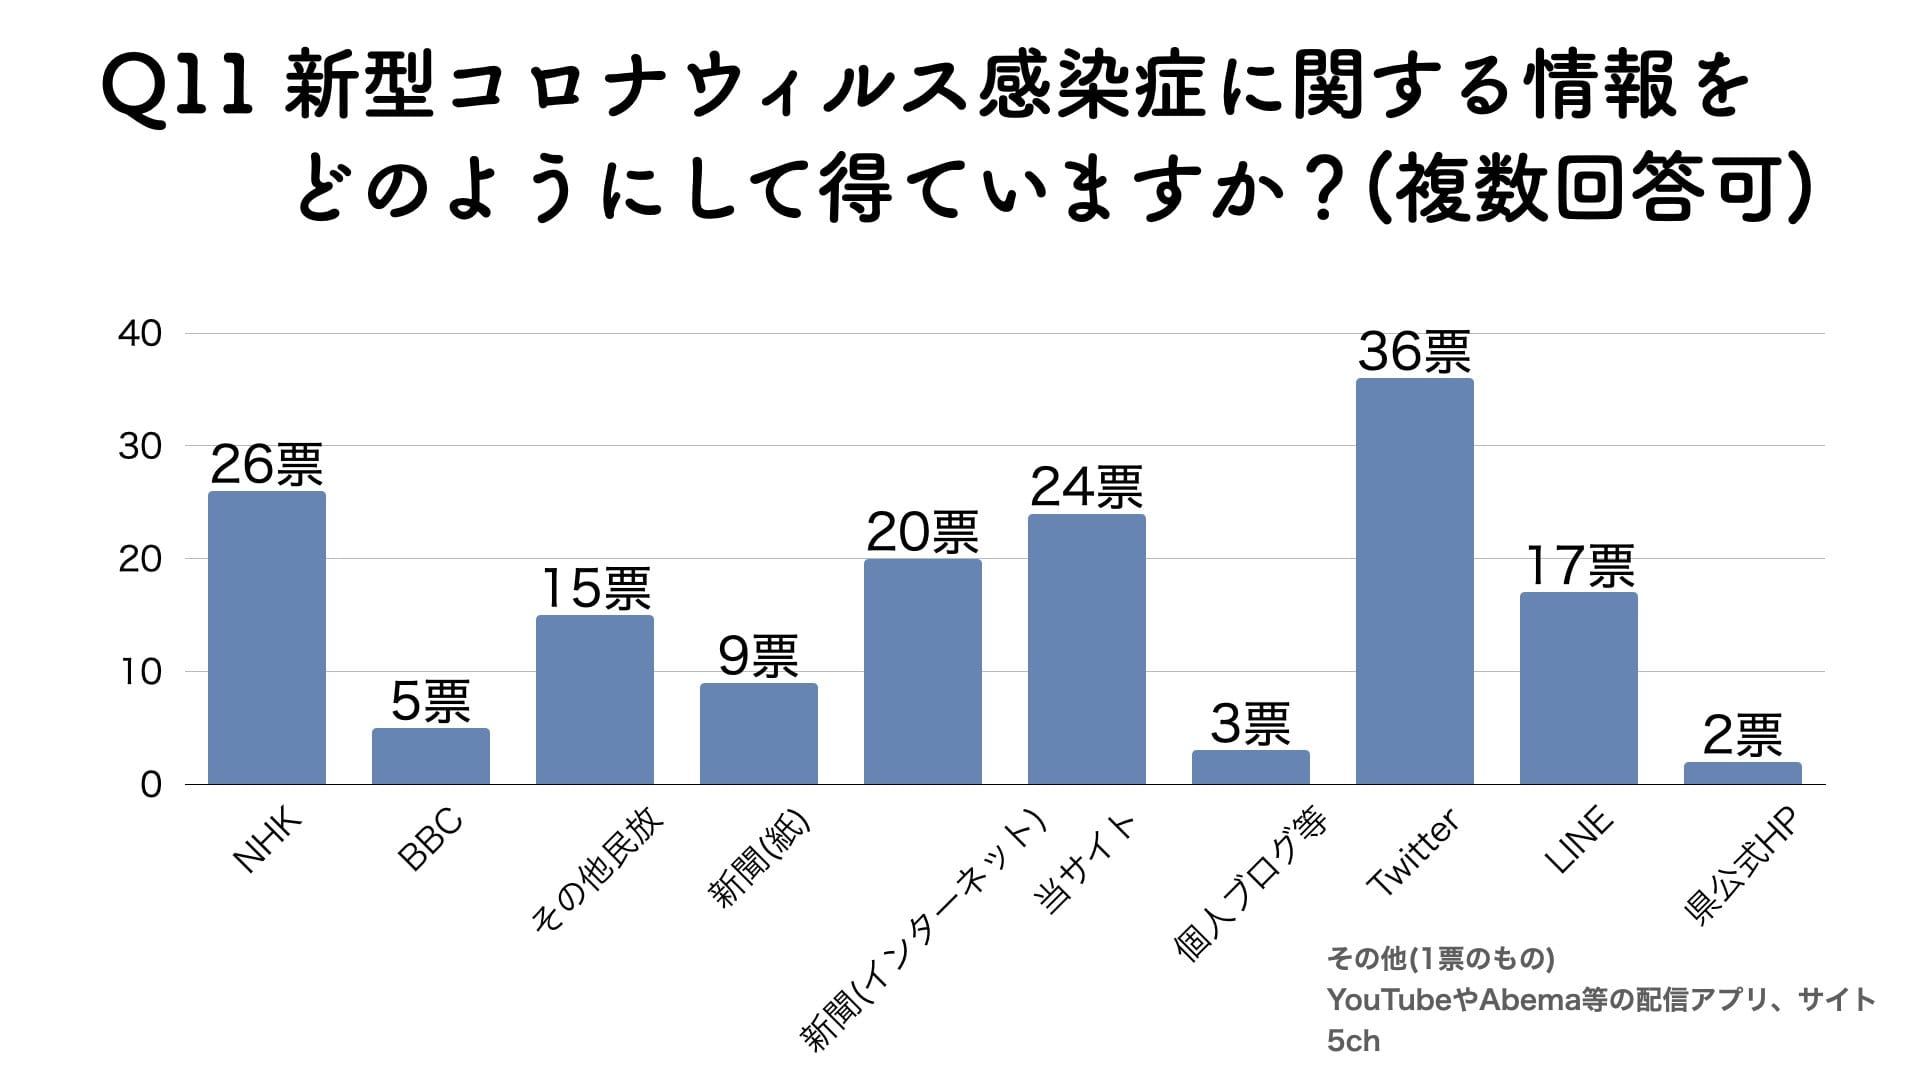 Q11 新型コロナウィルス感染症に関する情報を
どのようにして得ていますか？(複数回答可)
40
30
20
10
0
26票
5票
15票
9票
20票
24票
3票
36票
17票
2票
NHK
BBC
その他民放
新聞(紙)
新聞(インターネット)
当サイト
個人ブログ等
Twitter
LINE
県公式HP
その他(1票のもの)
YouTubeやAbema等の配信アプリ、サイト
5ch